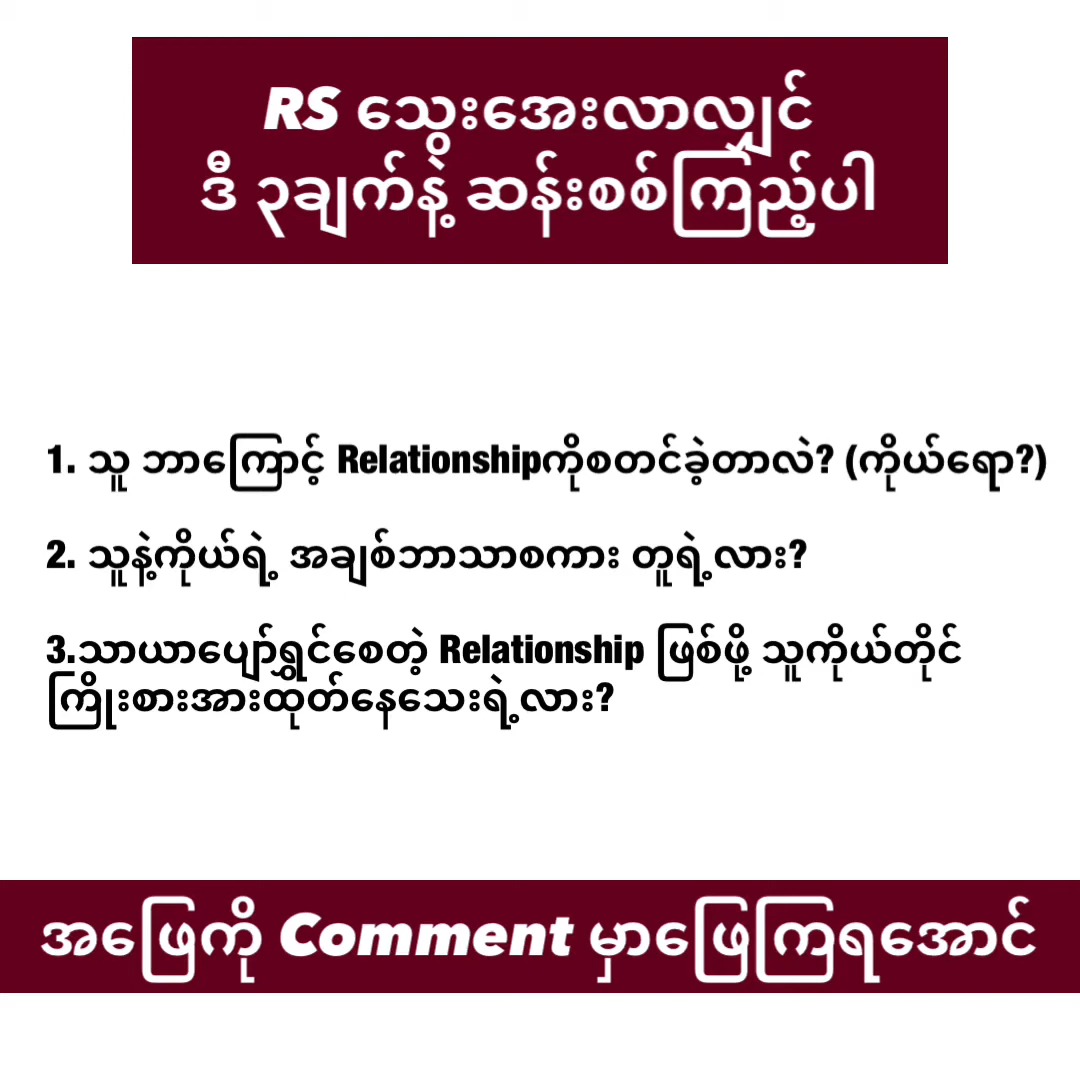 RS သွေးအေးလာလျှင်
ဒီ ၃ချက်နဲ့ ဆန်းစစ်ကြည့်ပါ
1. သူ ဘာကြောင့် Relationshipကိုစတင်ခဲ့တာလဲ? (ကိုယ်ရော?)
2. သူနဲ့ကိုယ်ရဲ့ အချစ်ဘာသာစကား တူရဲ့လား?
3.သာယာပျော်ရွှင်စေတဲ့ Relationship ဖြစ်ဖို့ သူကိုယ်တိုင်
ကြိုးစားအားထုတ်နေသေးရဲ့လား?
အဖြေကို Comment မှာဖြေကြရအောင်